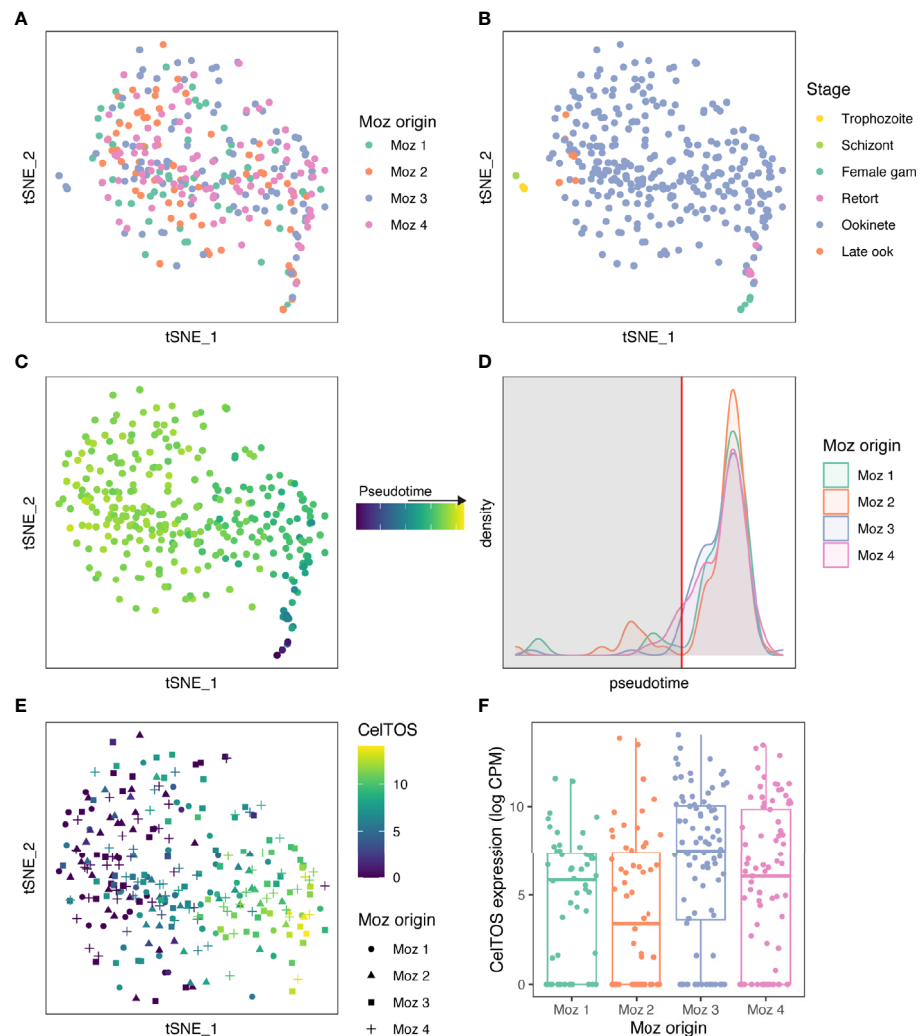 A
tSNE_2
tSNE_1
Moz origin
Moz 1
Moz 2
Moz 3
Moz 4
B
tSNE_2
tSNE_1
Stage
Trophozoite
Schizont
Female gam
Retort
Ookinete
Late ook
C
tSNE_2
tSNE_1
Pseudotime
D
density
pseudotime
Moz origin
Moz 1
Moz 2
Moz 3
Moz 4
E
tSNE_2
tSNE_1
CelTOS
10
5
0
Moz origin
Moz 1
Moz 2
Moz 3
Moz 4
F
CelTOS expression (log CPM)
10
5
0
Moz 1
Moz 2
Moz 3
Moz 4
Moz origin